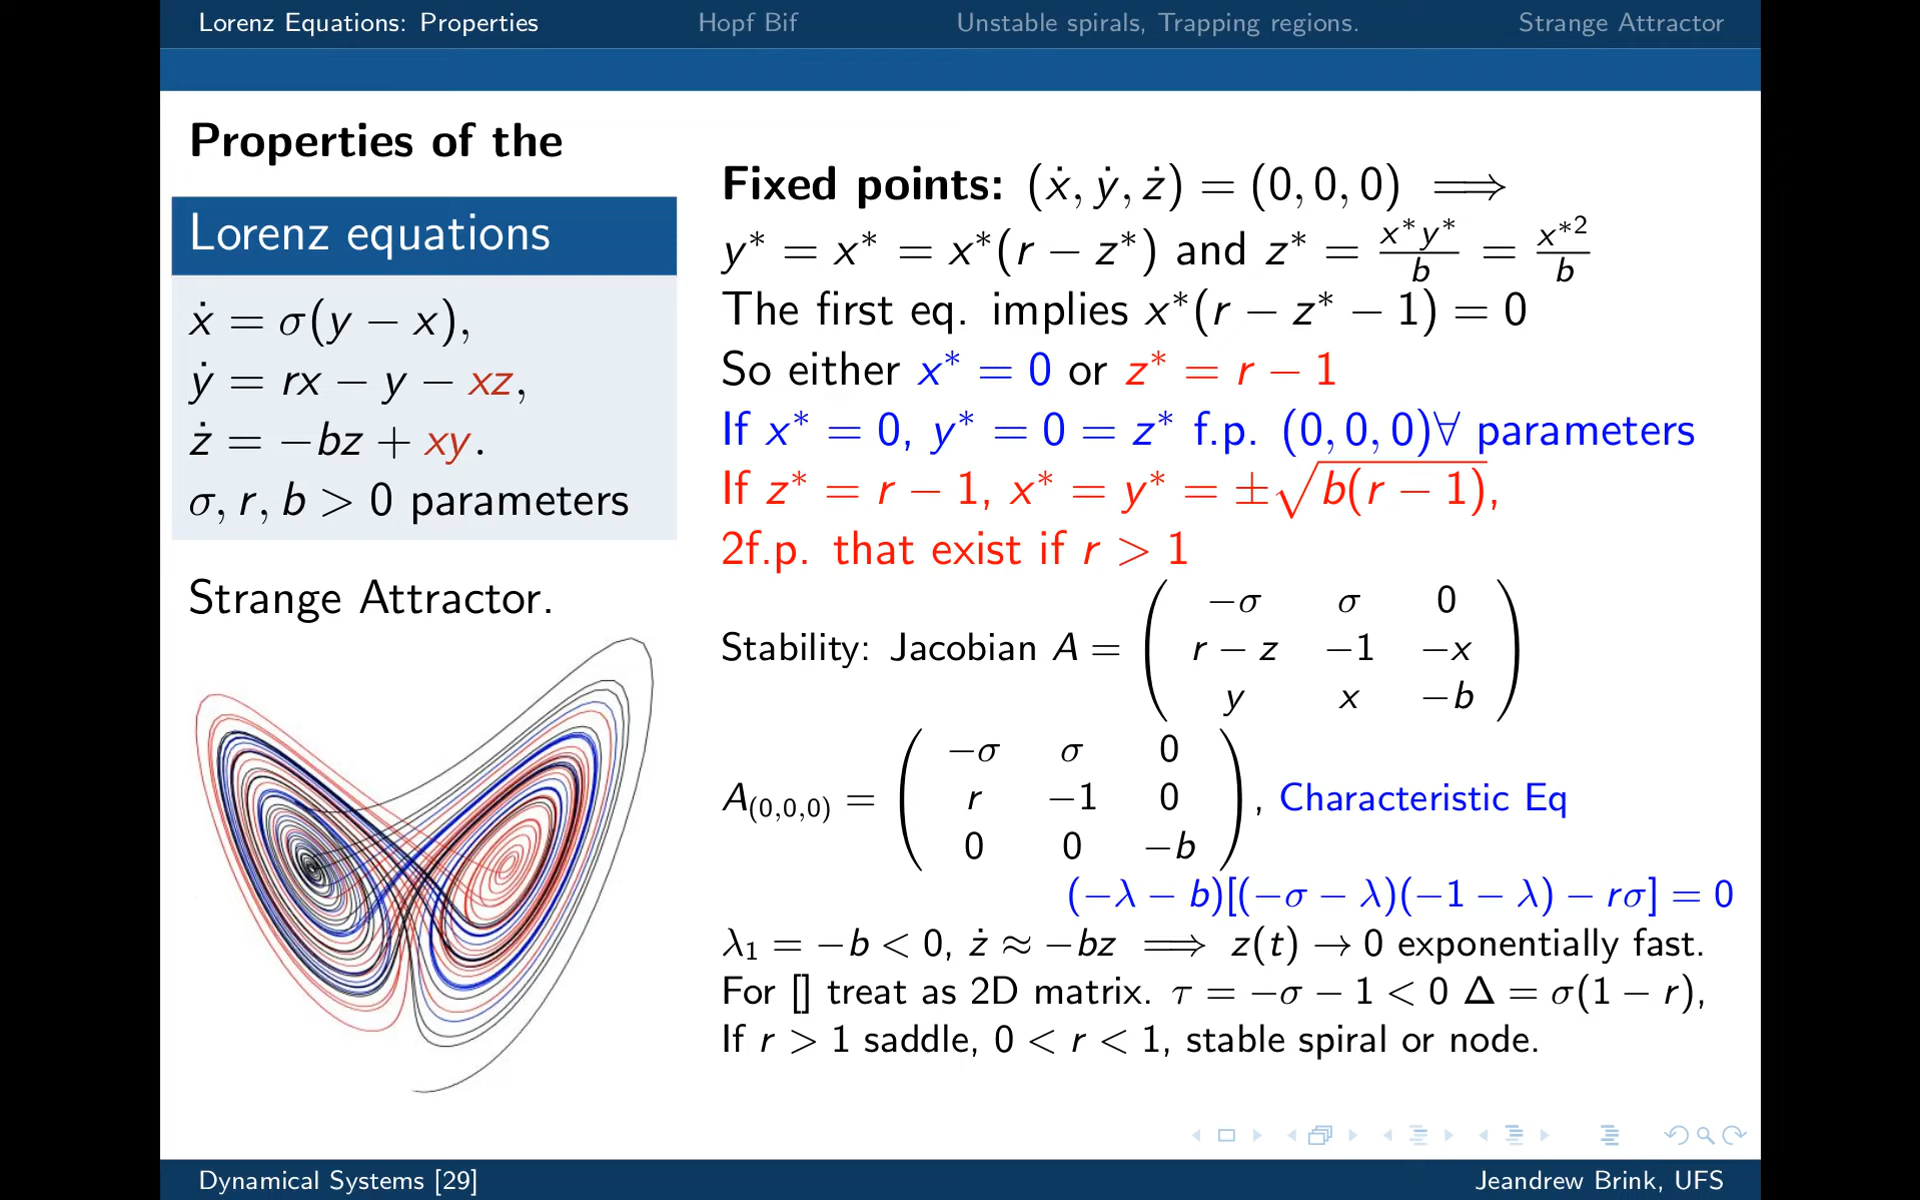 Lorenz Equations: Properties Hopf Bif Unstable spirals, Trapping regions. Strange Attractor
Properties of the
Lorenz equations
ẋ = σ(y − x),
ẏ = rx − y − xz,
ż = −bz + xy.
σ, r, b > 0 parameters
Strange Attractor.
Fixed points: (ẋ, ẏ, ż) = (0, 0, 0) ⟹
y* = x* = x*(r − z*) and z* = x*y*/b = x*²/b
The first eq. implies x*(r − z* − 1) = 0
So either x* = 0 or z* = r − 1
If x* = 0, y* = 0 = z* f.p. (0, 0, 0)∀ parameters
If z* = r − 1, x* = y* = ±√b(r − 1),
2f.p. that exist if r > 1
−σ σ 0
Stability: Jacobian A = ( r − z −1 −x )
y x −b
−σ σ 0
A(0,0,0) = ( r −1 0 ), Characteristic Eq
0 0 −b
(−λ − b)[(−σ − λ)(−1 − λ) − rσ] = 0
λ₁ = −b < 0, ż ≈ −bz ⟹ z(t) → 0 exponentially fast.
For [] treat as 2D matrix. τ = −σ − 1 < 0 Δ = σ(1 − r),
If r > 1 saddle, 0 < r < 1, stable spiral or node.
Dynamical Systems [29] Jeandrew Brink, UFS